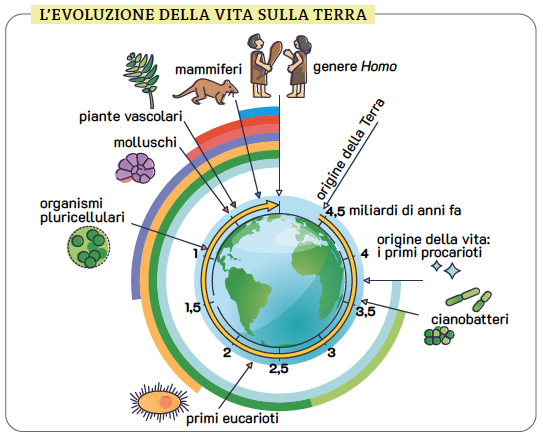 L'EVOLUZIONE DELLA VITA SULLA TERRA
mammiferi
genere Homo
piante vascolari
molluschi
origine della Terra
organismi
pluricellulari
4,5 miliardi di anni fa
origine della vita:
i primi procarioti
4
1
3,5
cianobatteri
1,5
2
3
2,5
primi eucarioti